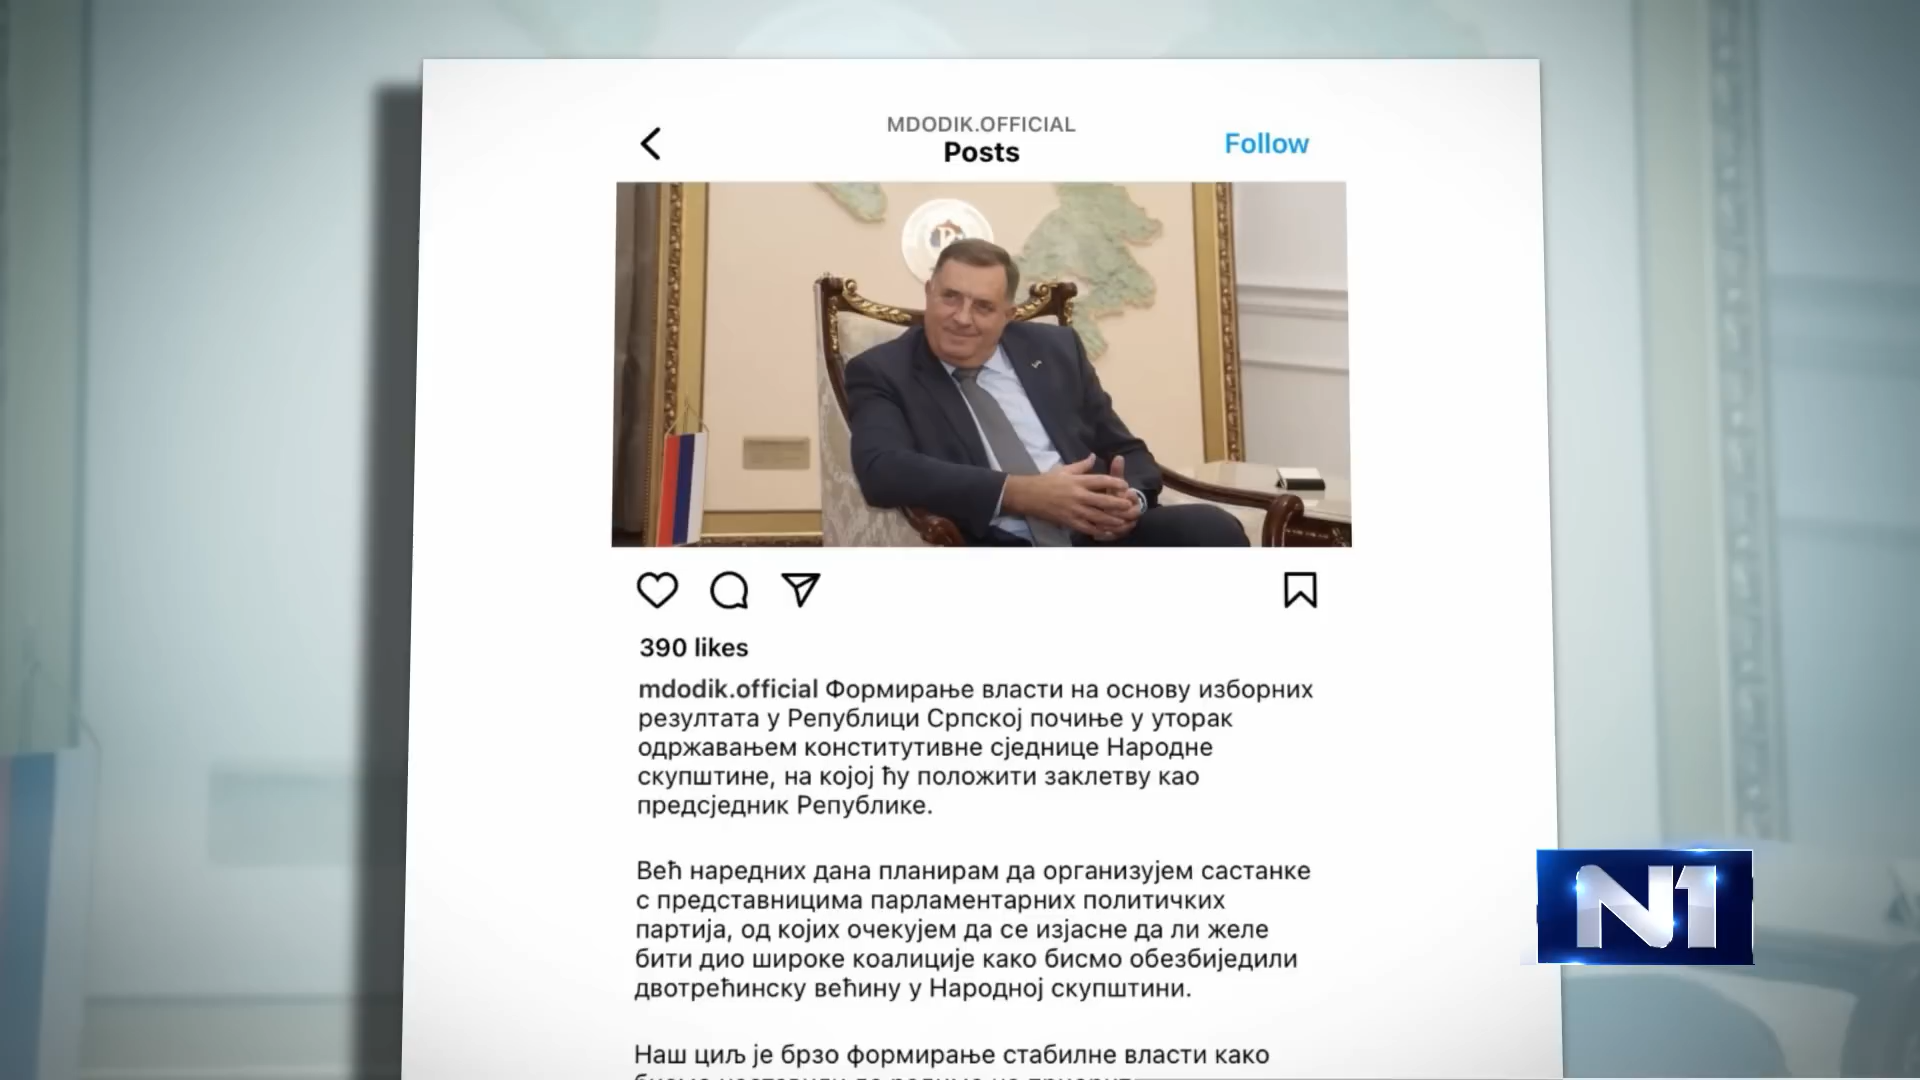 MDODIK.OFFICIAL
Posts
Follow
390 likes
mdodik.official Формирање власти на основу изборних
резултата у Републици Српској почиње у уторак
одржавањем конститутивне сједнице Народне
скупштине, на којој ћу положити заклетву као
предсједник Републике.
Већ наредних дана планирам да организујем састанке
с представницима парламентарних политичких
партија, од којих очекујем да се изјасне да ли желе
бити дио широке коалиције како бисмо обезбиједили
двотрећинску већину у Народној скупштини.
N1
Наш циљ је брзо формирање стабилне власти како